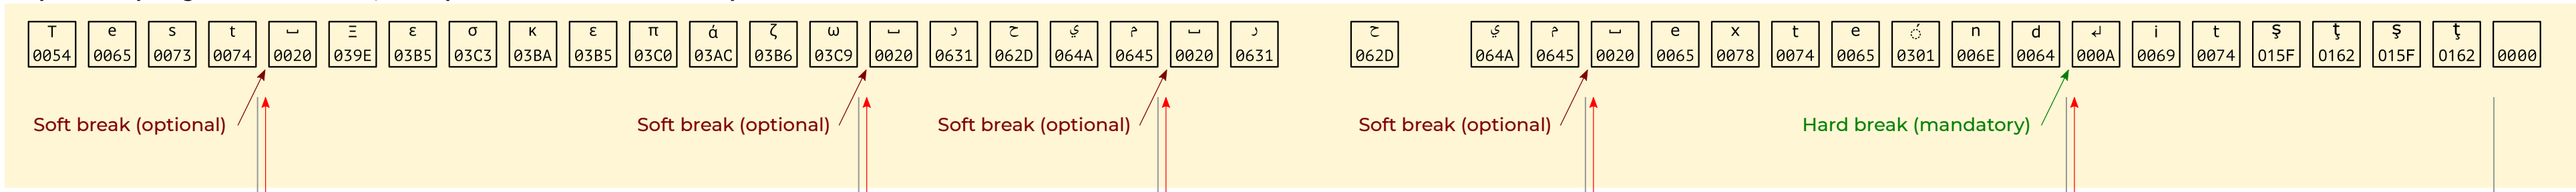 T e s t ⎵ Ξ ε σ κ ε π ά ζ ω ⎵ ر ح ي م ⎵ ر ح ي م ⎵ e x t e ◌́ n d ↲ i t ş ţ ş ţ
0054 0065 0073 0074 0020 039E 03B5 03C3 03BA 03B5 03C0 03AC 03B6 03C9 0020 0631 062D 064A 0645 0020 0631 062D 064A 0645 0020 0065 0078 0074 0065 0301 006E 0064 000A 0069 0074 015F 0162 015F 0162 0000
Soft break (optional) Soft break (optional) Soft break (optional) Soft break (optional) Hard break (mandatory)